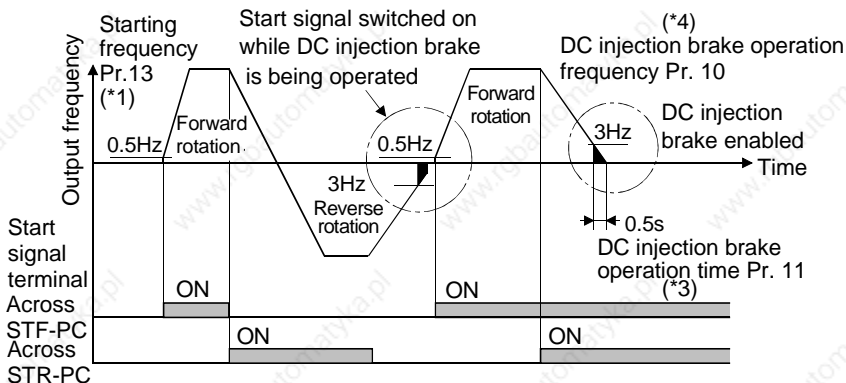 Starting
frequency
Pr.13
(*1)
Start signal switched on
while DC injection brake
is being operated
(*4)
DC injection brake operation
frequency Pr. 10
Output frequency
0.5Hz
Forward
rotation
0.5Hz
Forward
rotation
3Hz
DC injection
brake enabled
Time
3Hz
Reverse
rotation
0.5s
DC injection brake
operation time Pr. 11
(*3)
Start
signal
terminal
Across
STF-PC
ON
ON
Across
STR-PC
ON
ON
www.rgbautomatyka.pl